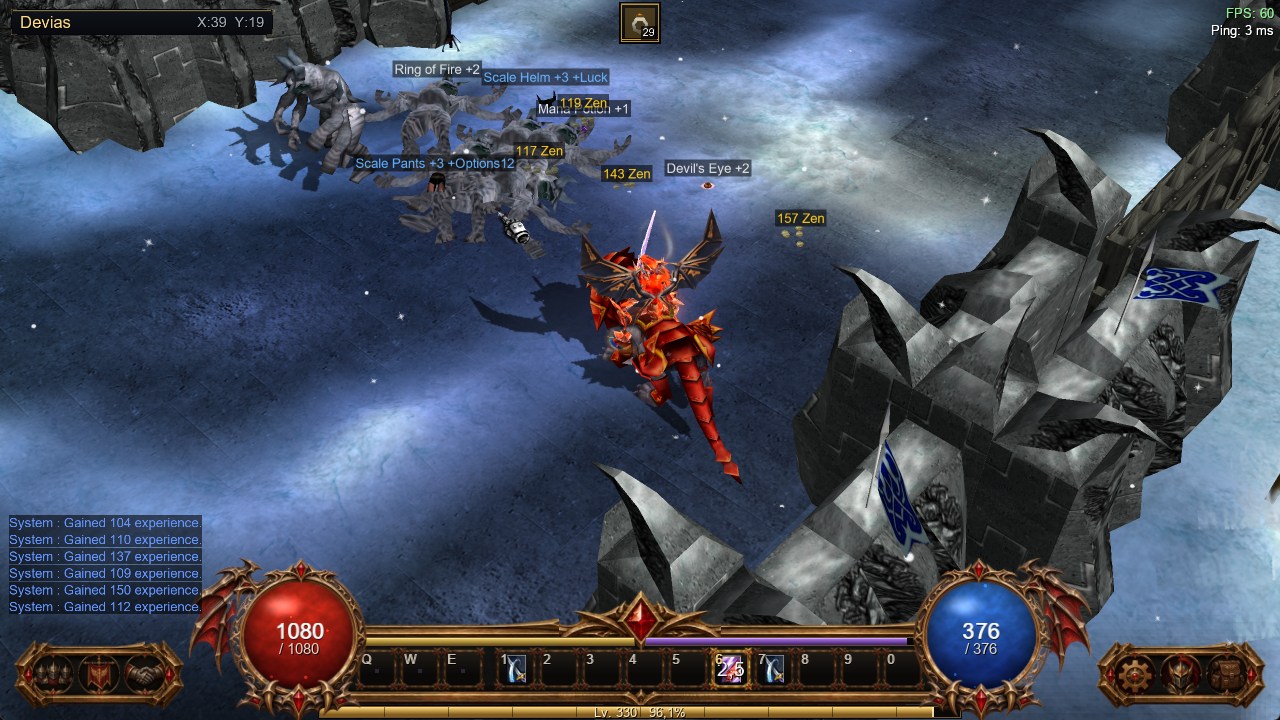 Devias X:39 Y:19
29
FPS: 60
Ping: 3 ms
Ring of Fire +2
Scale Helm +3 +Luck
119 Zen
Mana Potion +1
117 Zen
Scale Pants +3 +Options12
143 Zen
Devil's Eye +2
157 Zen
System : Gained 104 experience.
System : Gained 110 experience.
System : Gained 137 experience.
System : Gained 109 experience.
System : Gained 150 experience.
System : Gained 112 experience.
1080
/ 1080
376
/ 376
Q W E 1 2 3 4 5 6 7 8 9 0
2,5
Lv. 330 96,1%